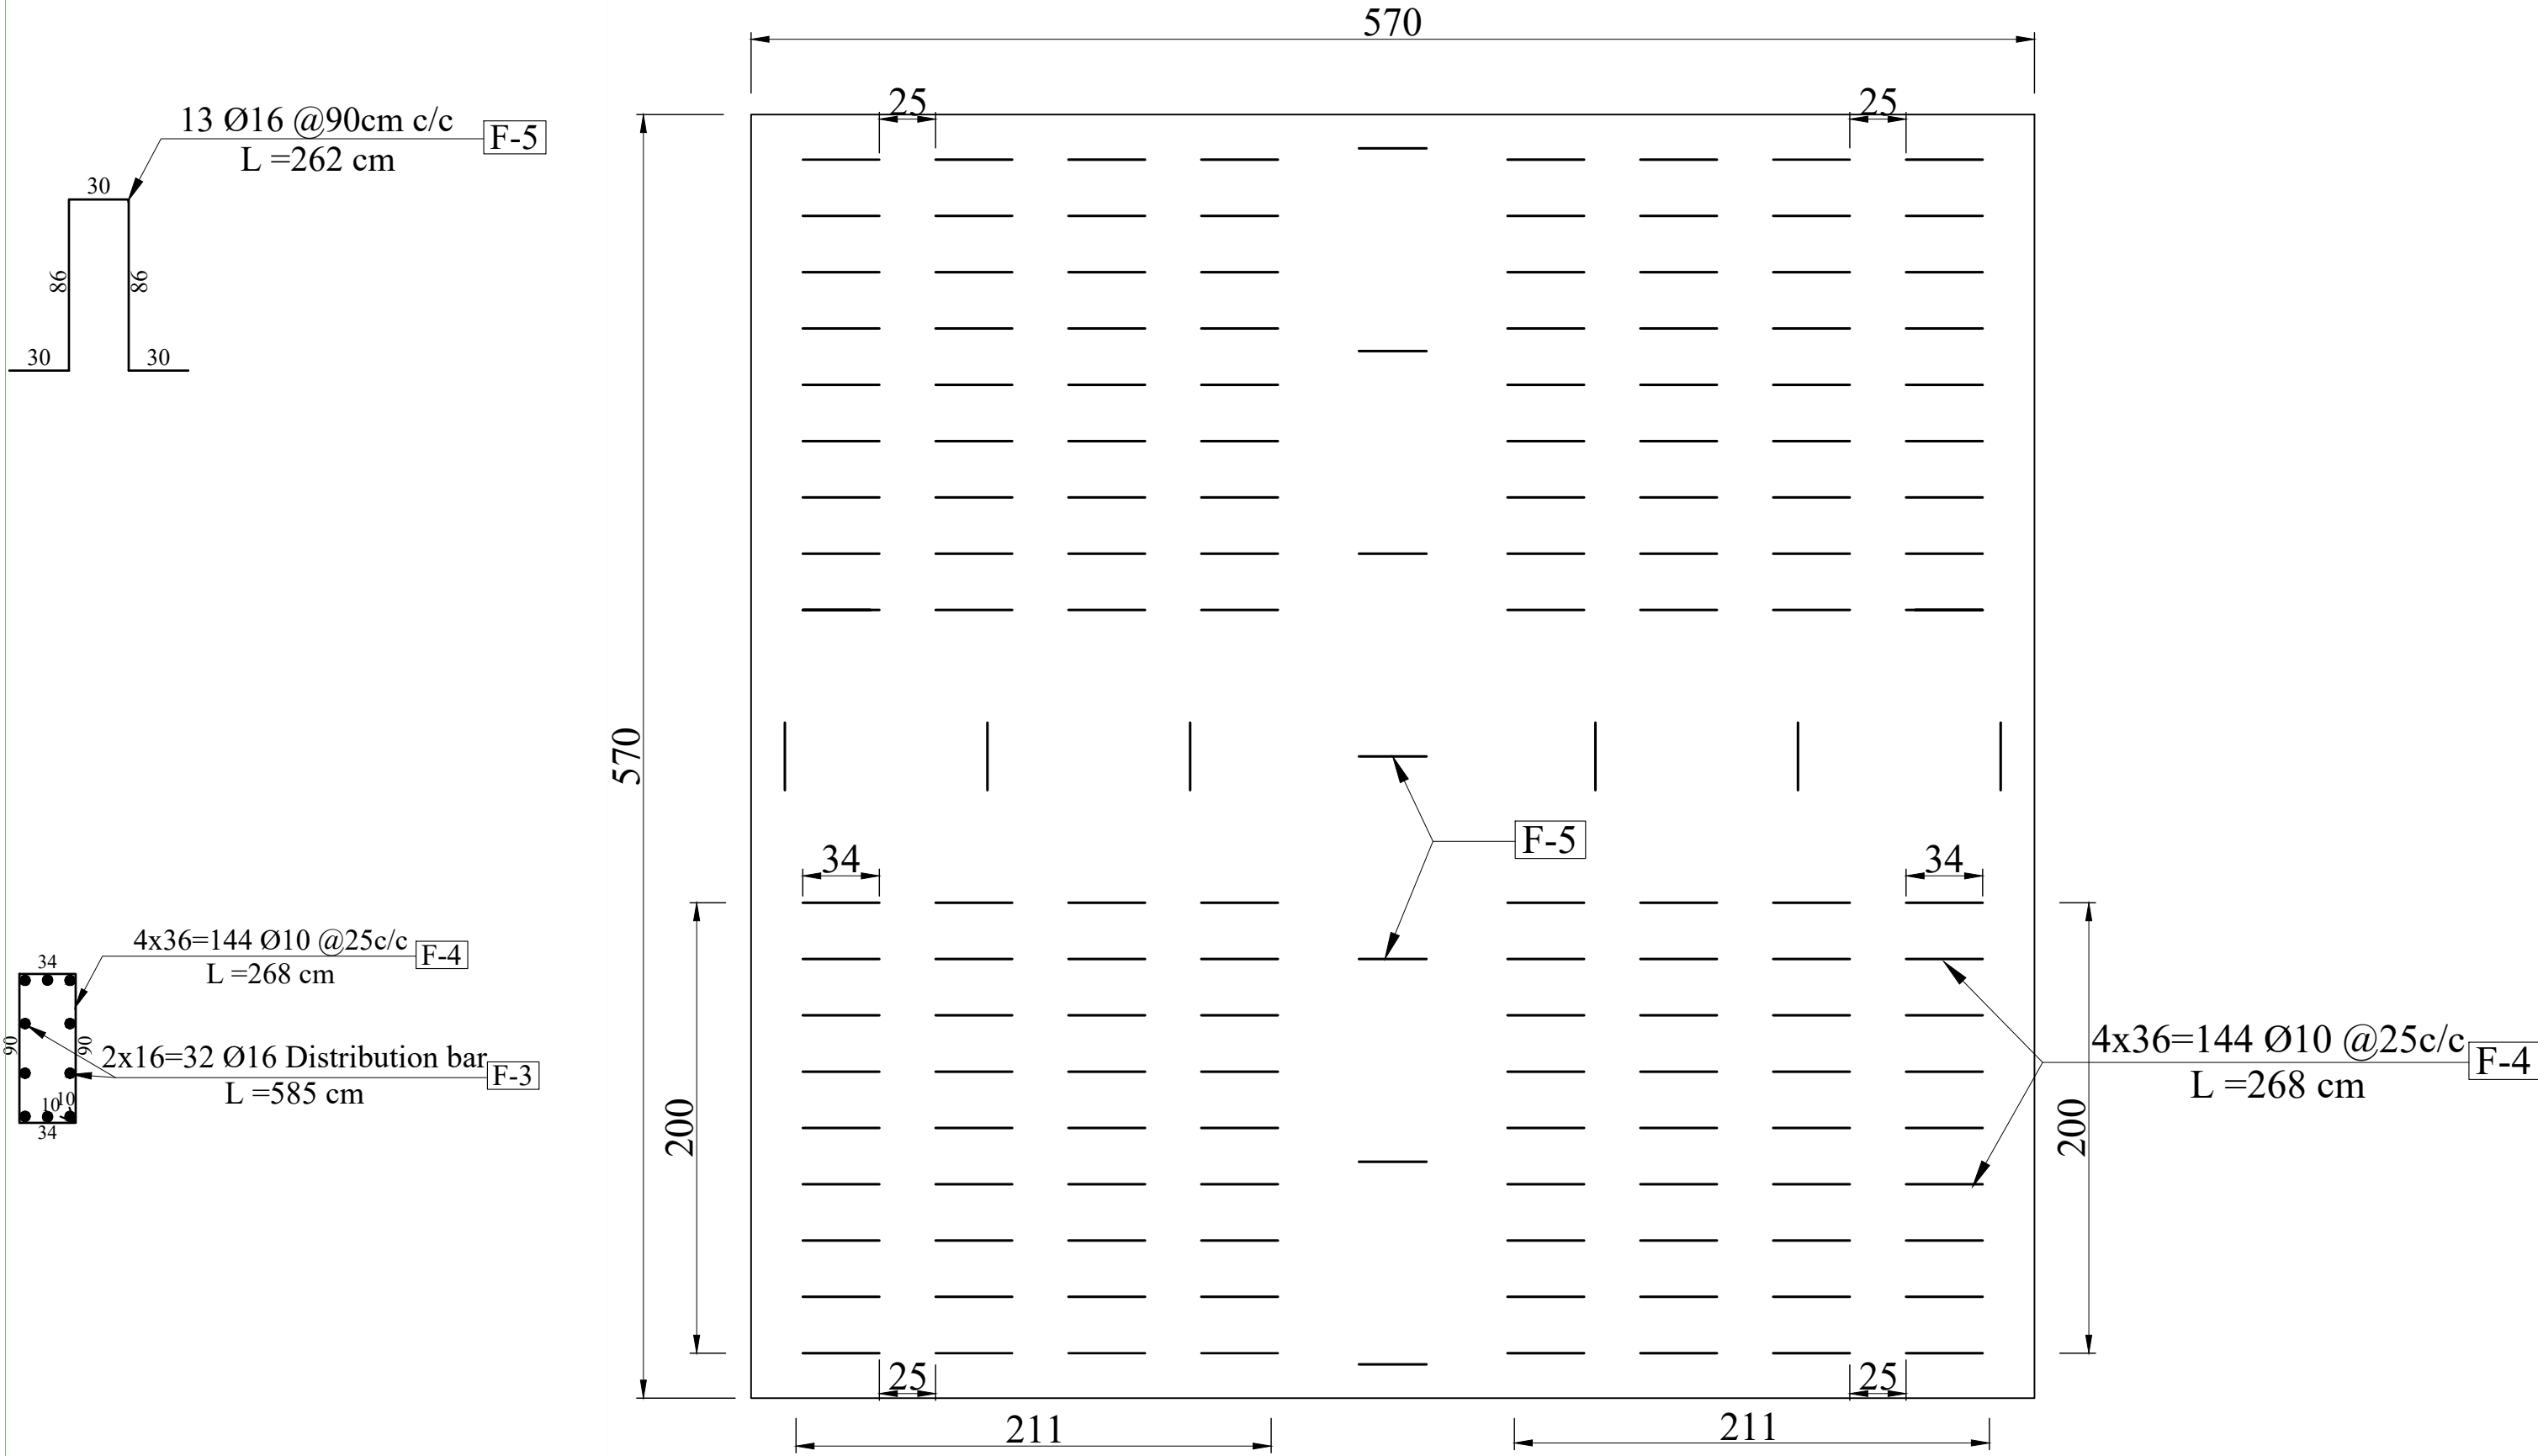 570
25
25
13 Ø16 @90cm c/c
F-5
L =262 cm
30
86
86
30
30
570
34
34
F-5
200
200
4x36=144 Ø10 @25c/c
F-4
L =268 cm
34
90
90
2x16=32 Ø16 Distribution bar
F-3
L =585 cm
10
10
34
4x36=144 Ø10 @25c/c
F-4
L =268 cm
25
25
211
211